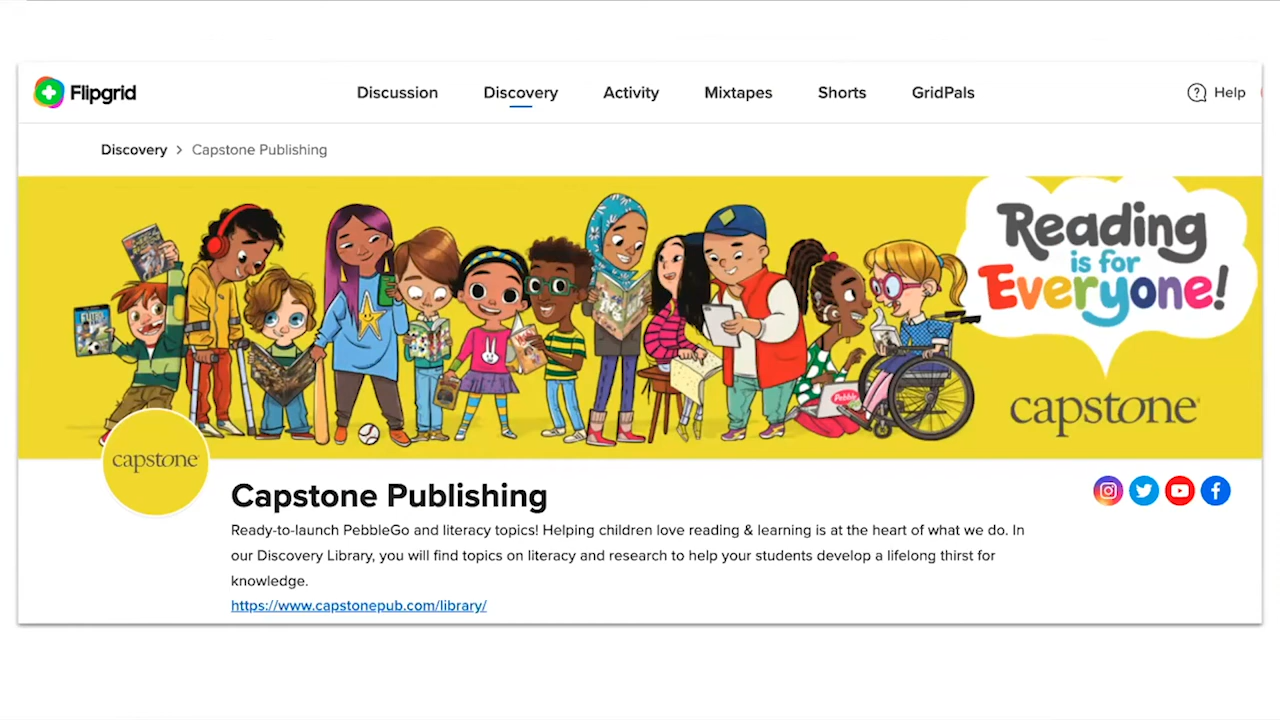 Flipgrid
Discussion
Discovery
Activity
Mixtapes
Shorts
GridPals
Help
Discovery > Capstone Publishing
Reading
is for
Everyone!
capstone
FUTBOL
Pebble
capstone
Capstone Publishing
Ready-to-launch PebbleGo and literacy topics! Helping children love reading & learning is at the heart of what we do. In
our Discovery Library, you will find topics on literacy and research to help your students develop a lifelong thirst for
knowledge.
https://www.capstonepub.com/library/